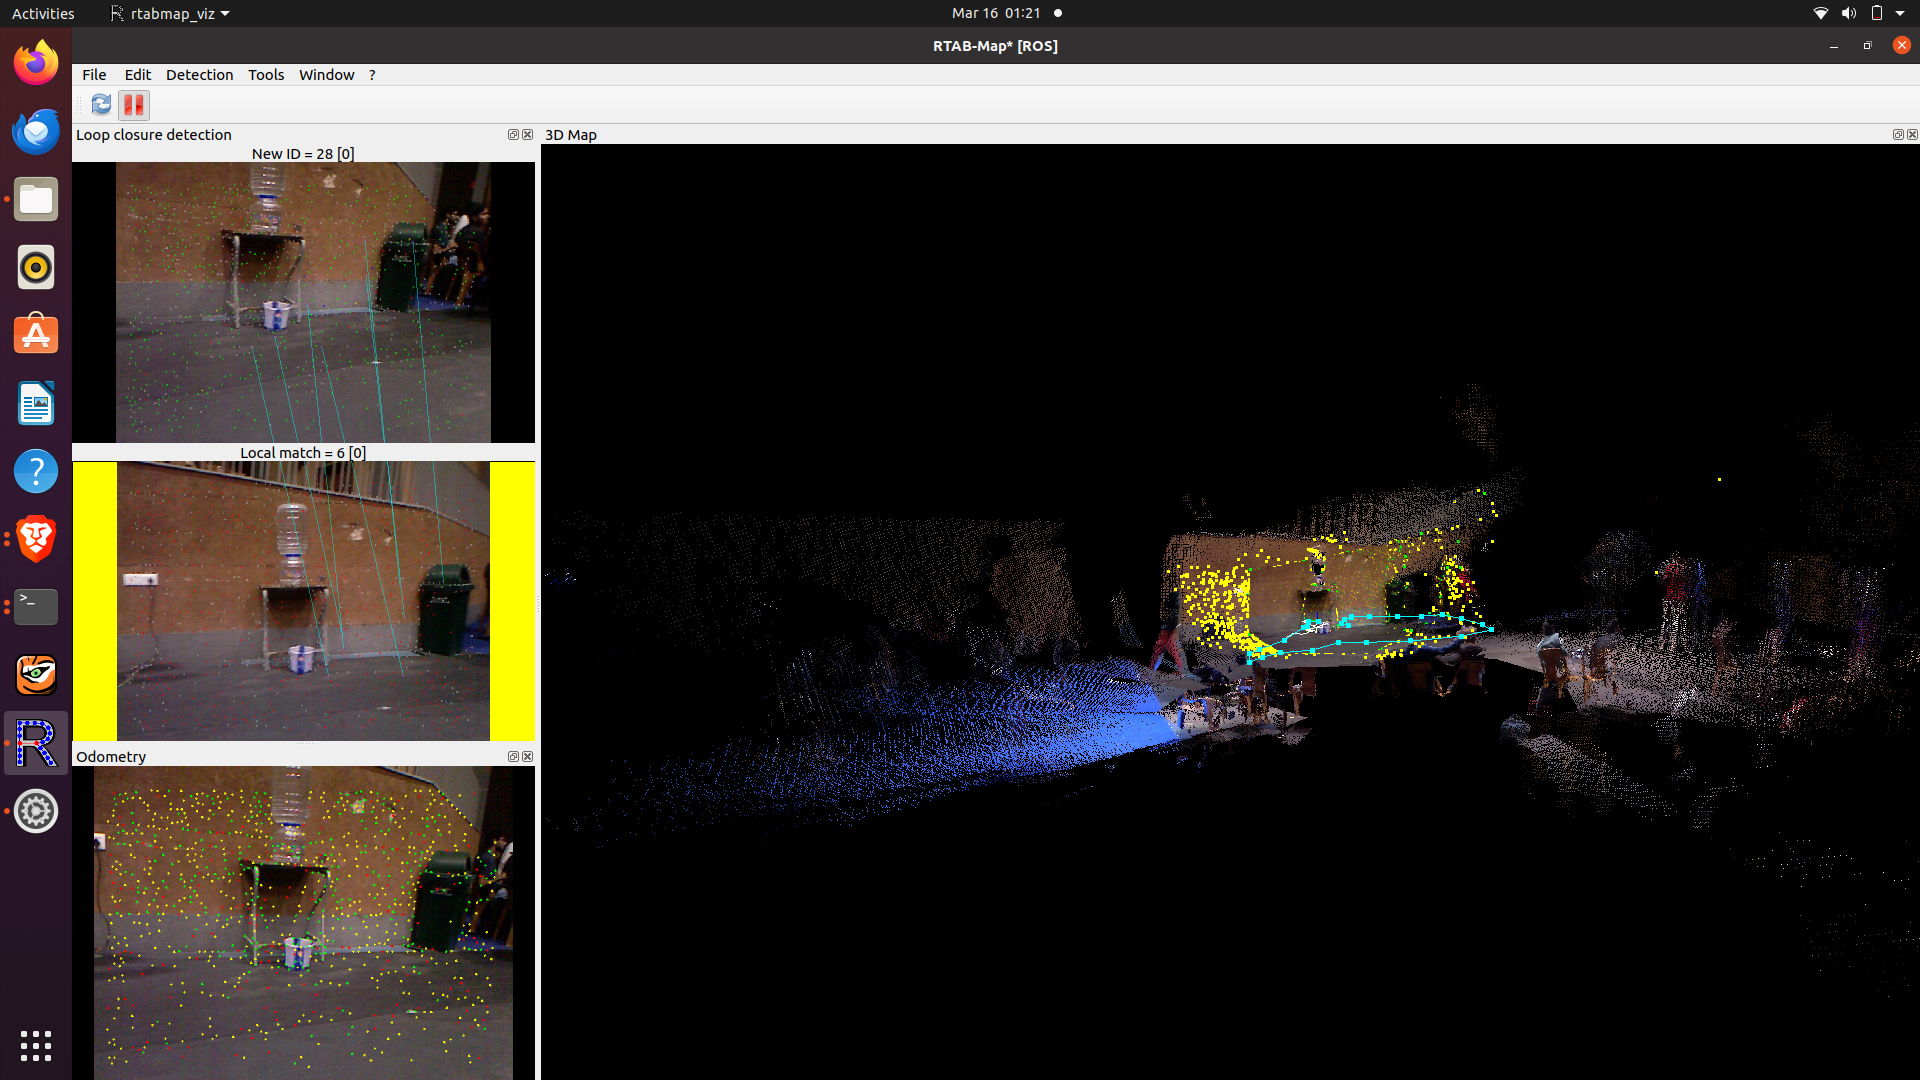 Activities
rtabmap_viz
Mar 16 01:21
RTAB-Map* [ROS]
File Edit Detection Tools Window ?
Loop closure detection
New ID = 28 [0]
Local match = 6 [0]
Odometry
3D Map